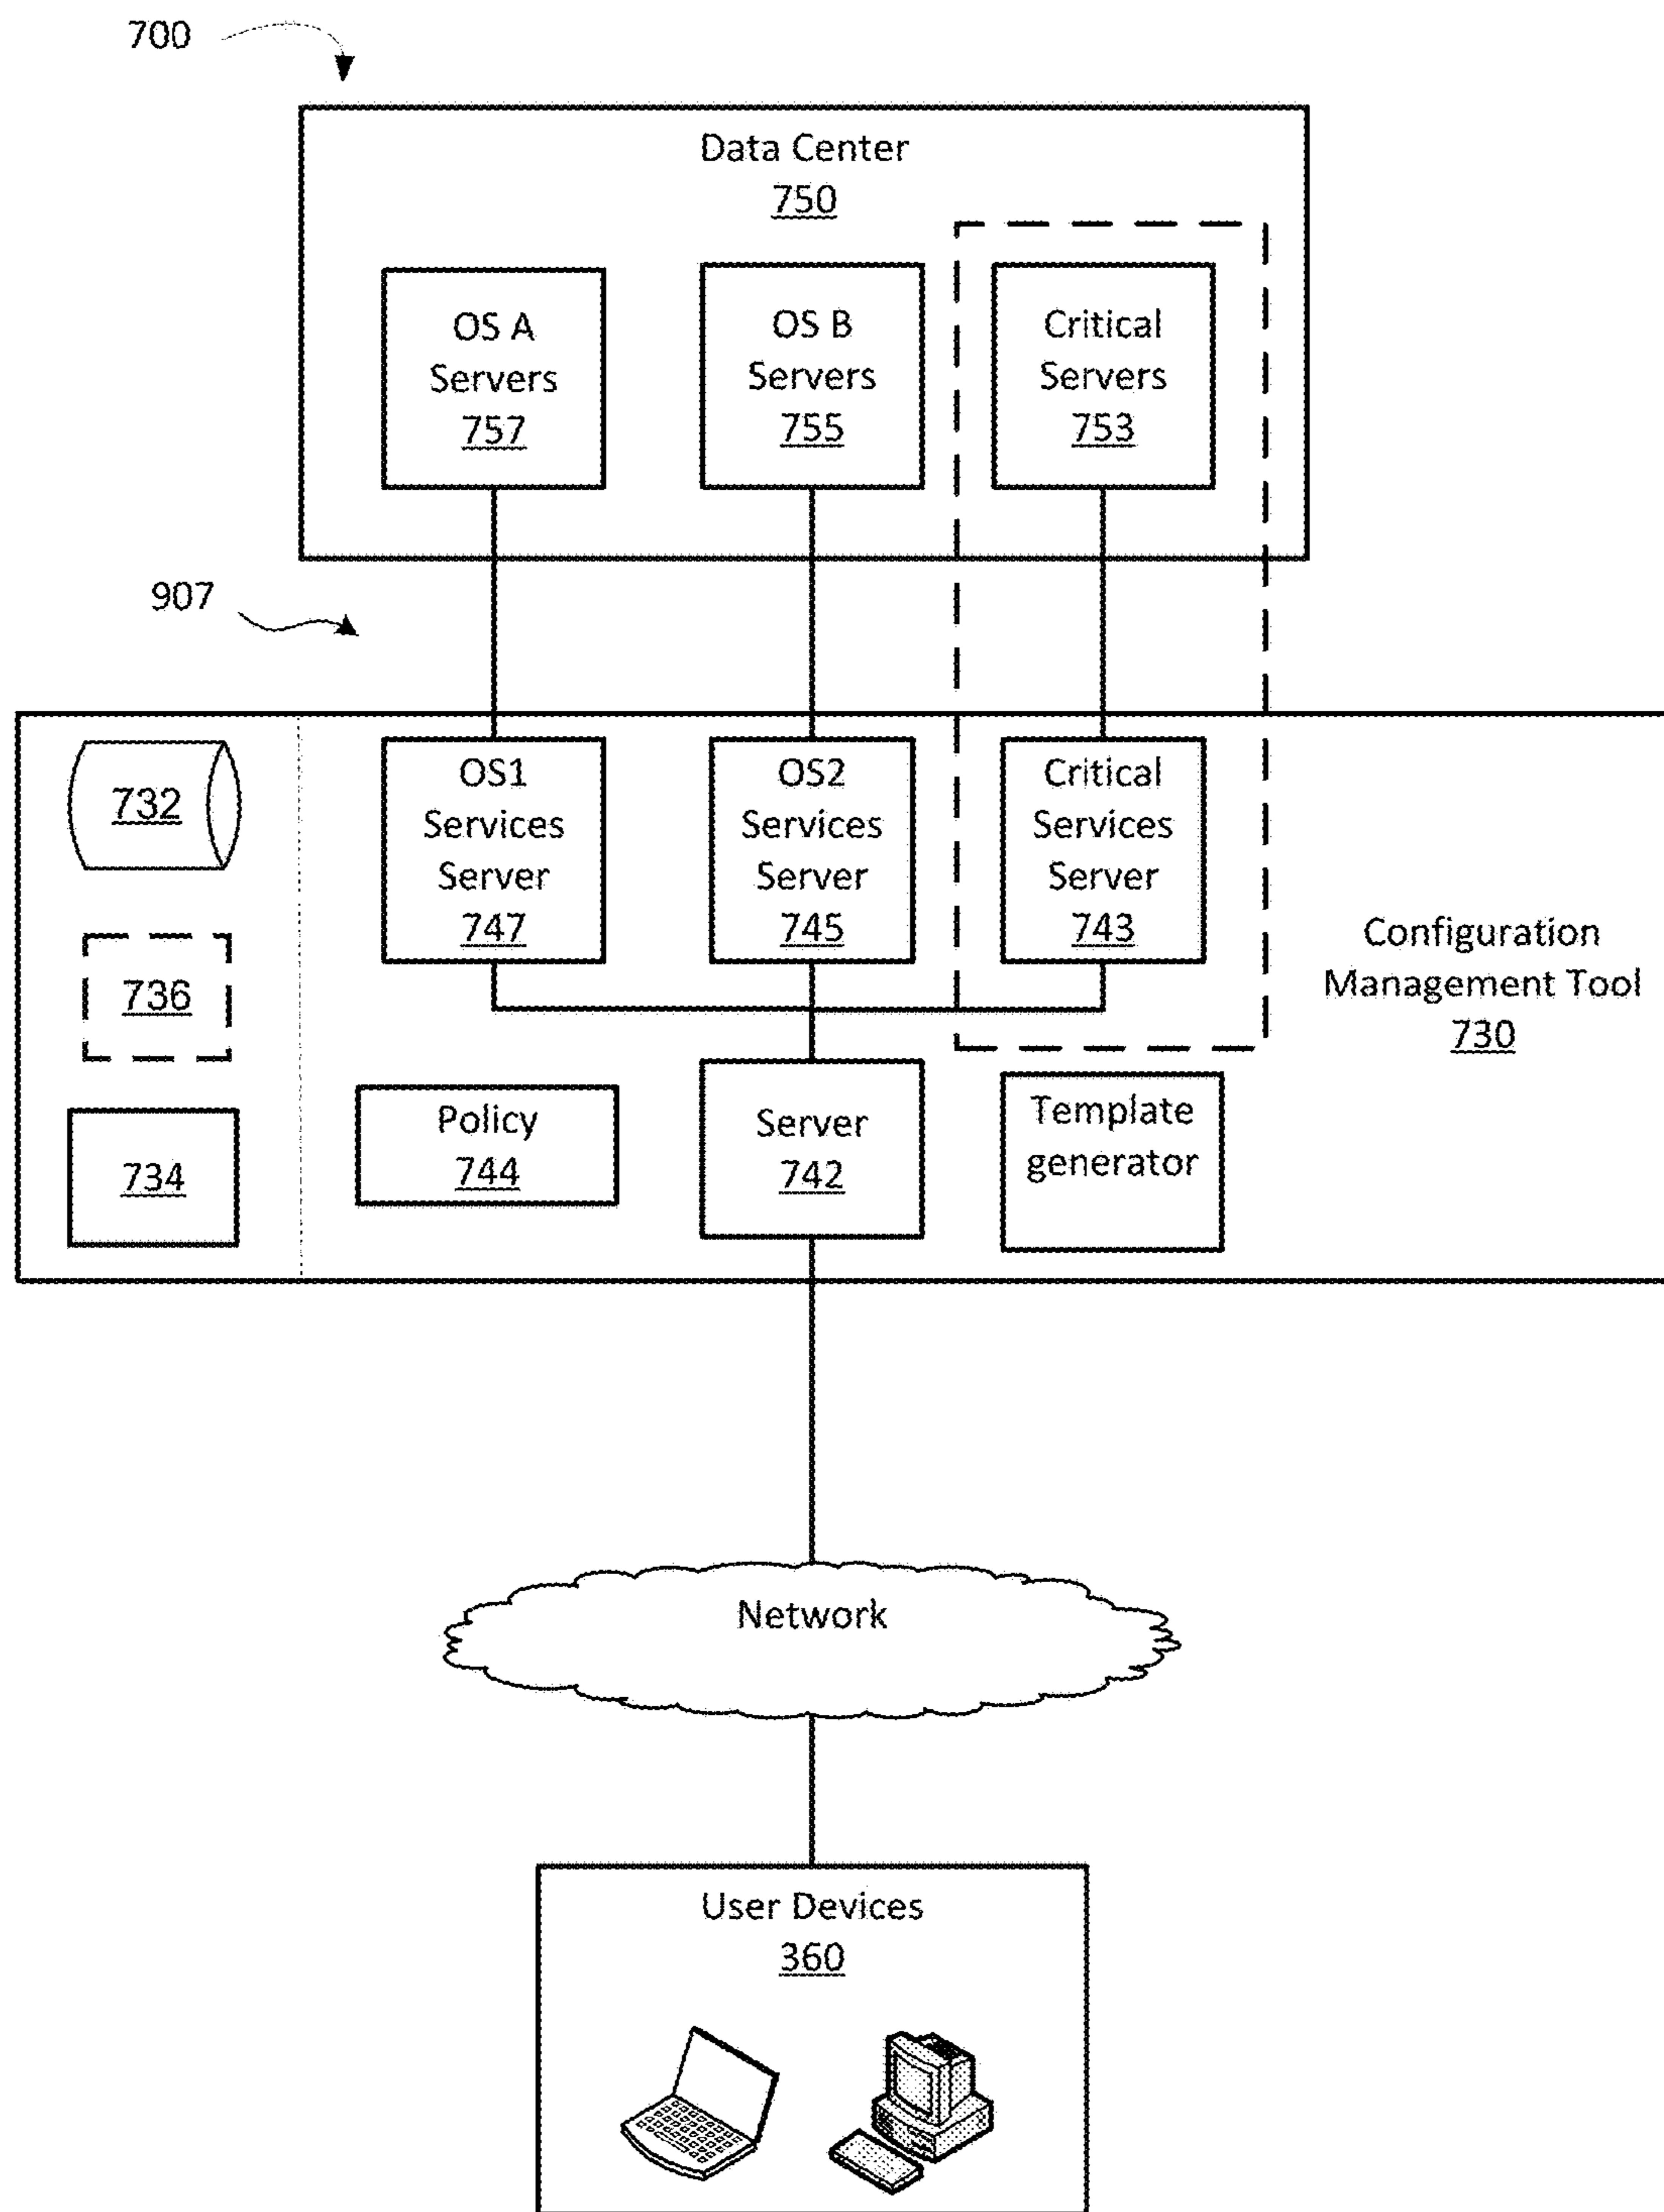 700
Data Center
750
OS A
Servers
757
OS B
Servers
755
Critical
Servers
753
907
732
736
734
OS1
Services
Server
747
OS2
Services
Server
745
Critical
Services
Server
743
Configuration
Management Tool
730
Policy
744
Server
742
Template
generator
Network
User Devices
360